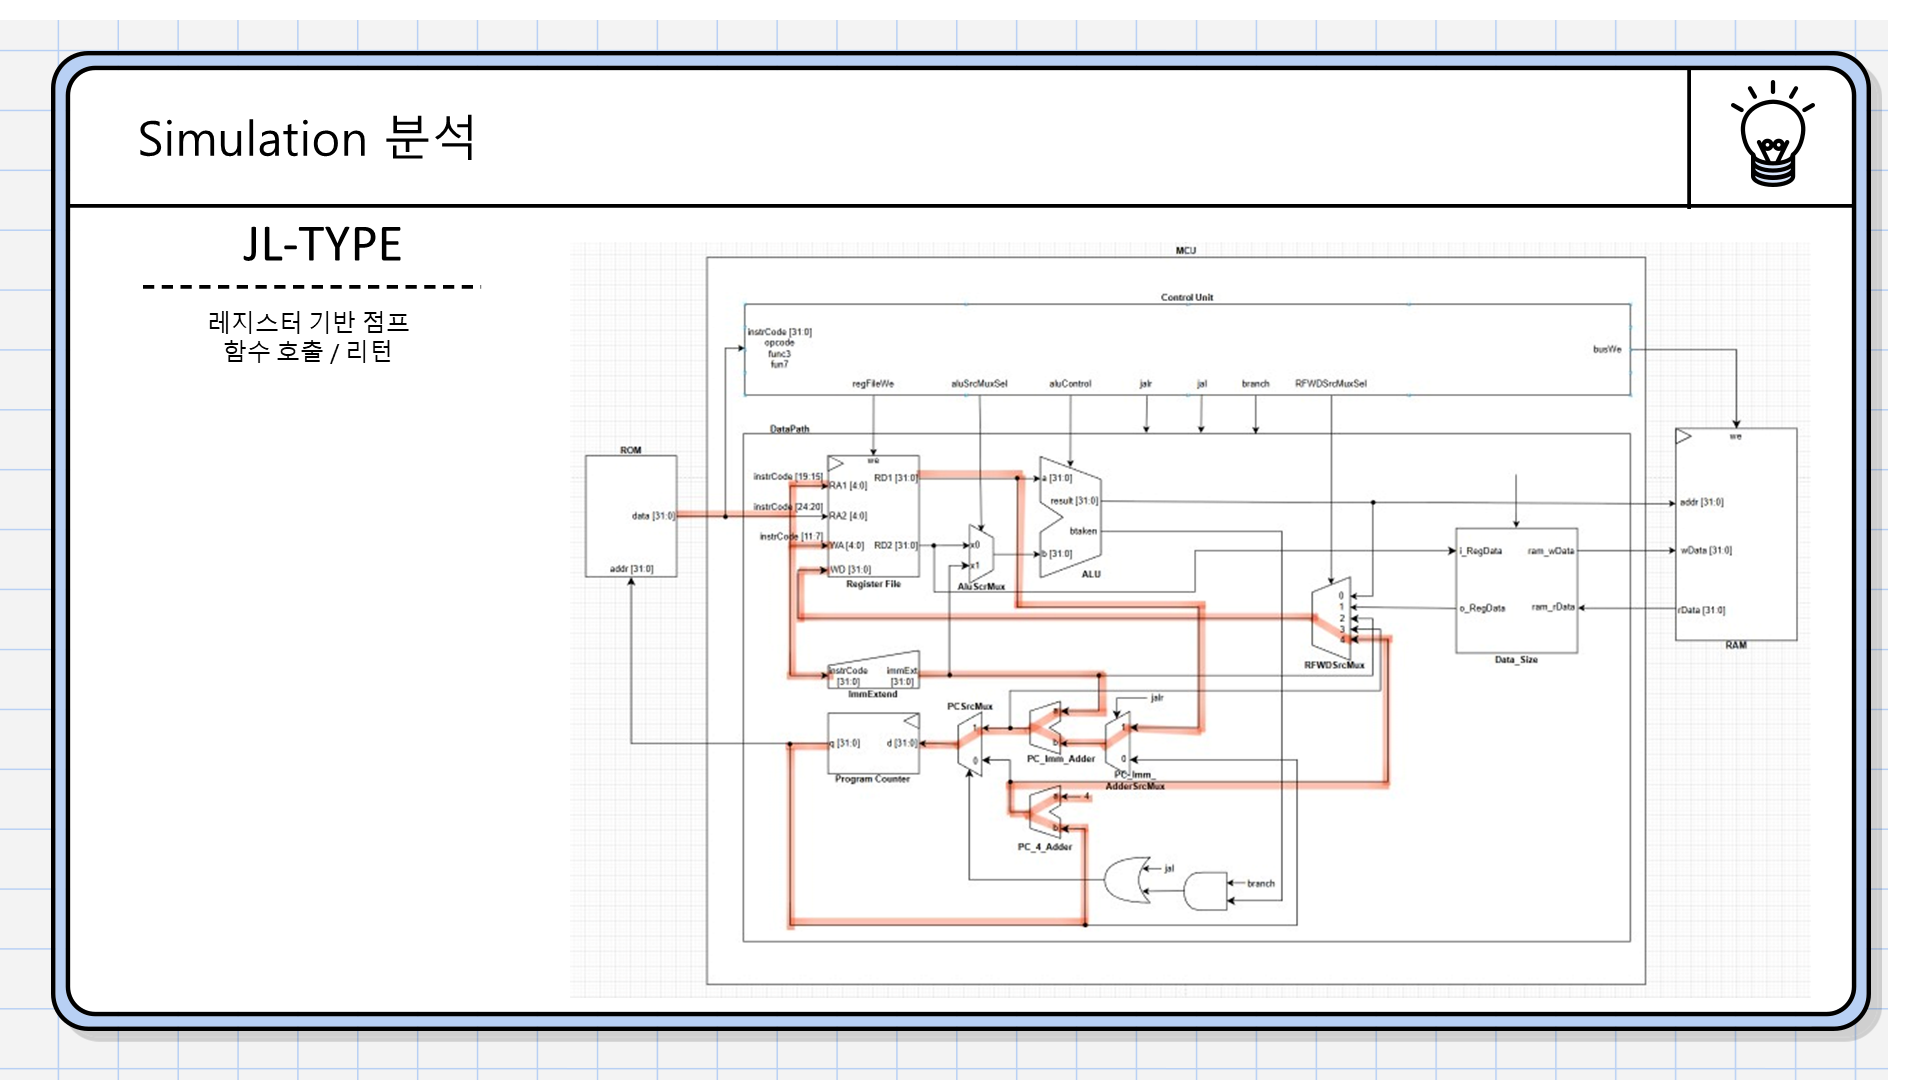 Simulation 분석
JL-TYPE
레지스터 기반 점프
함수 호출 / 리턴
MCU
Control Unit
instrCode [31:0]
opcode
func3
fun7
busWe
regFileWe
aluSrcMuxSel
aluControl
jalr
jal
branch
RFWDSrcMuxSel
DataPath
ROM
data [31:0]
addr [31:0]
instrCode [19:15]
instrCode [24:20]
instrCode [11:7]
we
RA1 [4:0]
RD1 [31:0]
RA2 [4:0]
WA [4:0]
RD2 [31:0]
WD [31:0]
Register File
x0
x1
AluScrMux
a [31:0]
result [31:0]
btaken
b [31:0]
ALU
0
1
2
3
4
RFWDSrcMux
i_RegData
ram_wData
o_RegData
ram_rData
Data_Size
we
addr [31:0]
wData [31:0]
rData [31:0]
RAM
instrCode
[31:0]
immExt
[31:0]
ImmExtend
PCSrcMux
1
0
q [31:0]
d [31:0]
Program Counter
a
b
PC_Imm_Adder
jalr
1
0
PC_Imm_
AdderSrcMux
a
4
b
PC_4_Adder
jal
branch